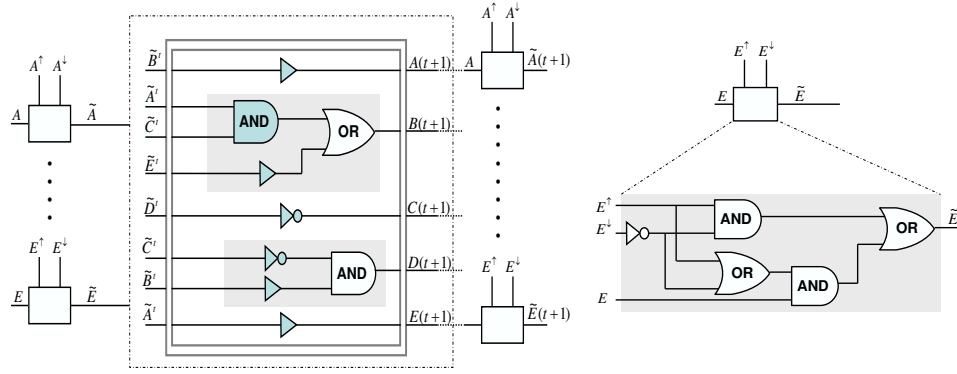 A↑ A↓
A Ã
E↑ E↓
E Ẽ
B̃ᵗ A(t+1)
Ãᵗ
AND
OR B(t+1)
C̃ᵗ
Ẽᵗ
D̃ᵗ C(t+1)
C̃ᵗ
AND D(t+1)
B̃ᵗ
Ãᵗ E(t+1)
A↑ A↓
A Ã(t+1)
E↑ E↓
Ẽ(t+1)
E↑ E↓
E Ẽ
E↑
AND
OR Ẽ
E↓
OR
AND
E